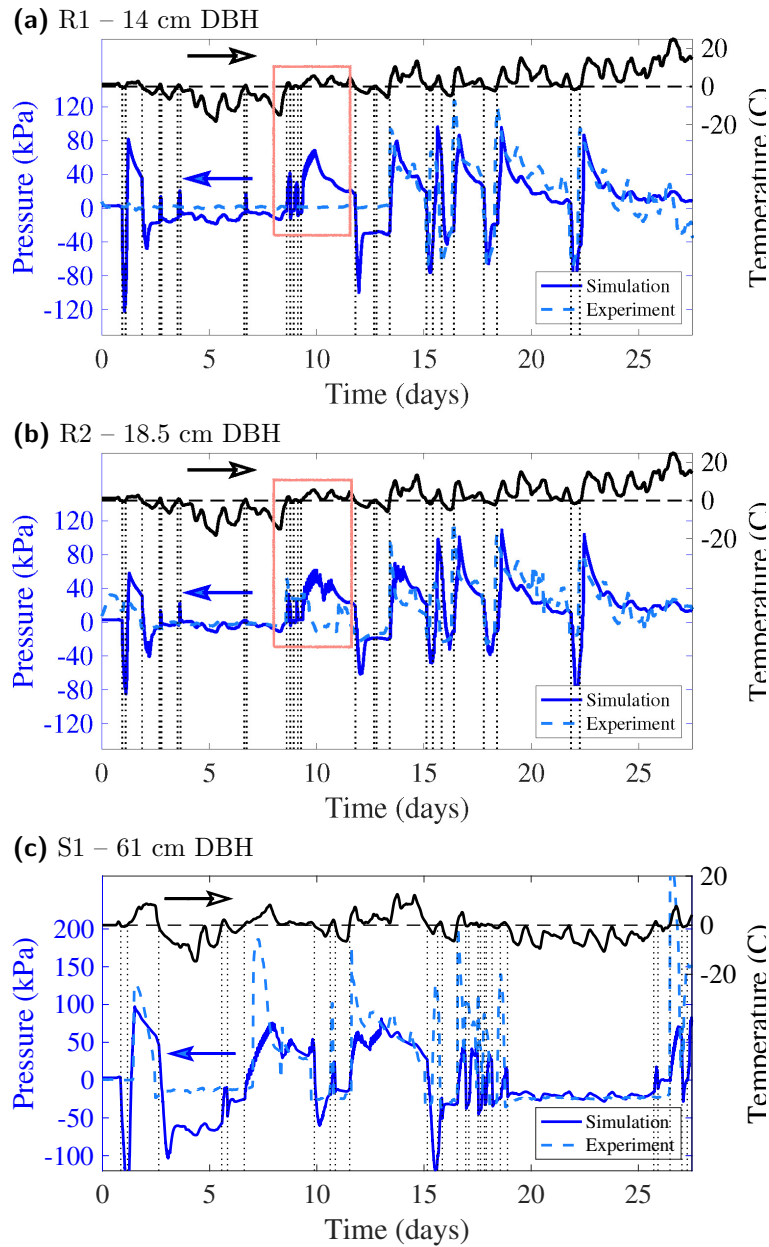 (a) R1 – 14 cm DBH
20
0
-20
120
80
40
0
-40
-80
-120
Pressure (kPa)
Temperature (C)
Simulation
Experiment
0 5 10 15 20 25
Time (days)
(b) R2 – 18.5 cm DBH
20
0
-20
120
80
40
0
-40
-80
-120
Pressure (kPa)
Temperature (C)
Simulation
Experiment
0 5 10 15 20 25
Time (days)
(c) S1 – 61 cm DBH
20
0
-20
200
150
100
50
0
-50
-100
Pressure (kPa)
Temperature (C)
Simulation
Experiment
0 5 10 15 20 25
Time (days)